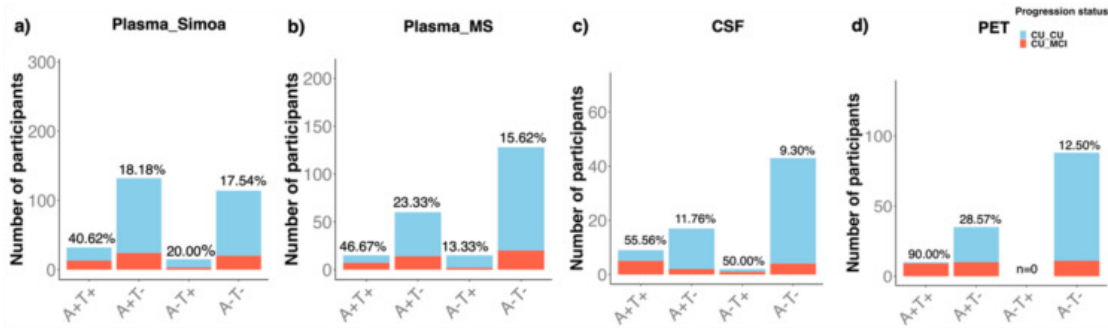 Progression status
CU_CU
CU_MCI
a) Plasma_Simoa
Number of participants
300
200
100
0
40.62%
18.18%
20.00%
17.54%
A+T+
A+T-
A-T+
A-T-
b) Plasma_MS
Number of participants
200
150
100
50
0
46.67%
23.33%
13.33%
15.62%
A+T+
A+T-
A-T+
A-T-
c) CSF
Number of participants
60
40
20
0
55.56%
11.76%
50.00%
9.30%
A+T+
A+T-
A-T+
A-T-
d) PET
Number of participants
100
50
0
90.00%
28.57%
n=0
12.50%
A+T+
A+T-
A-T+
A-T-